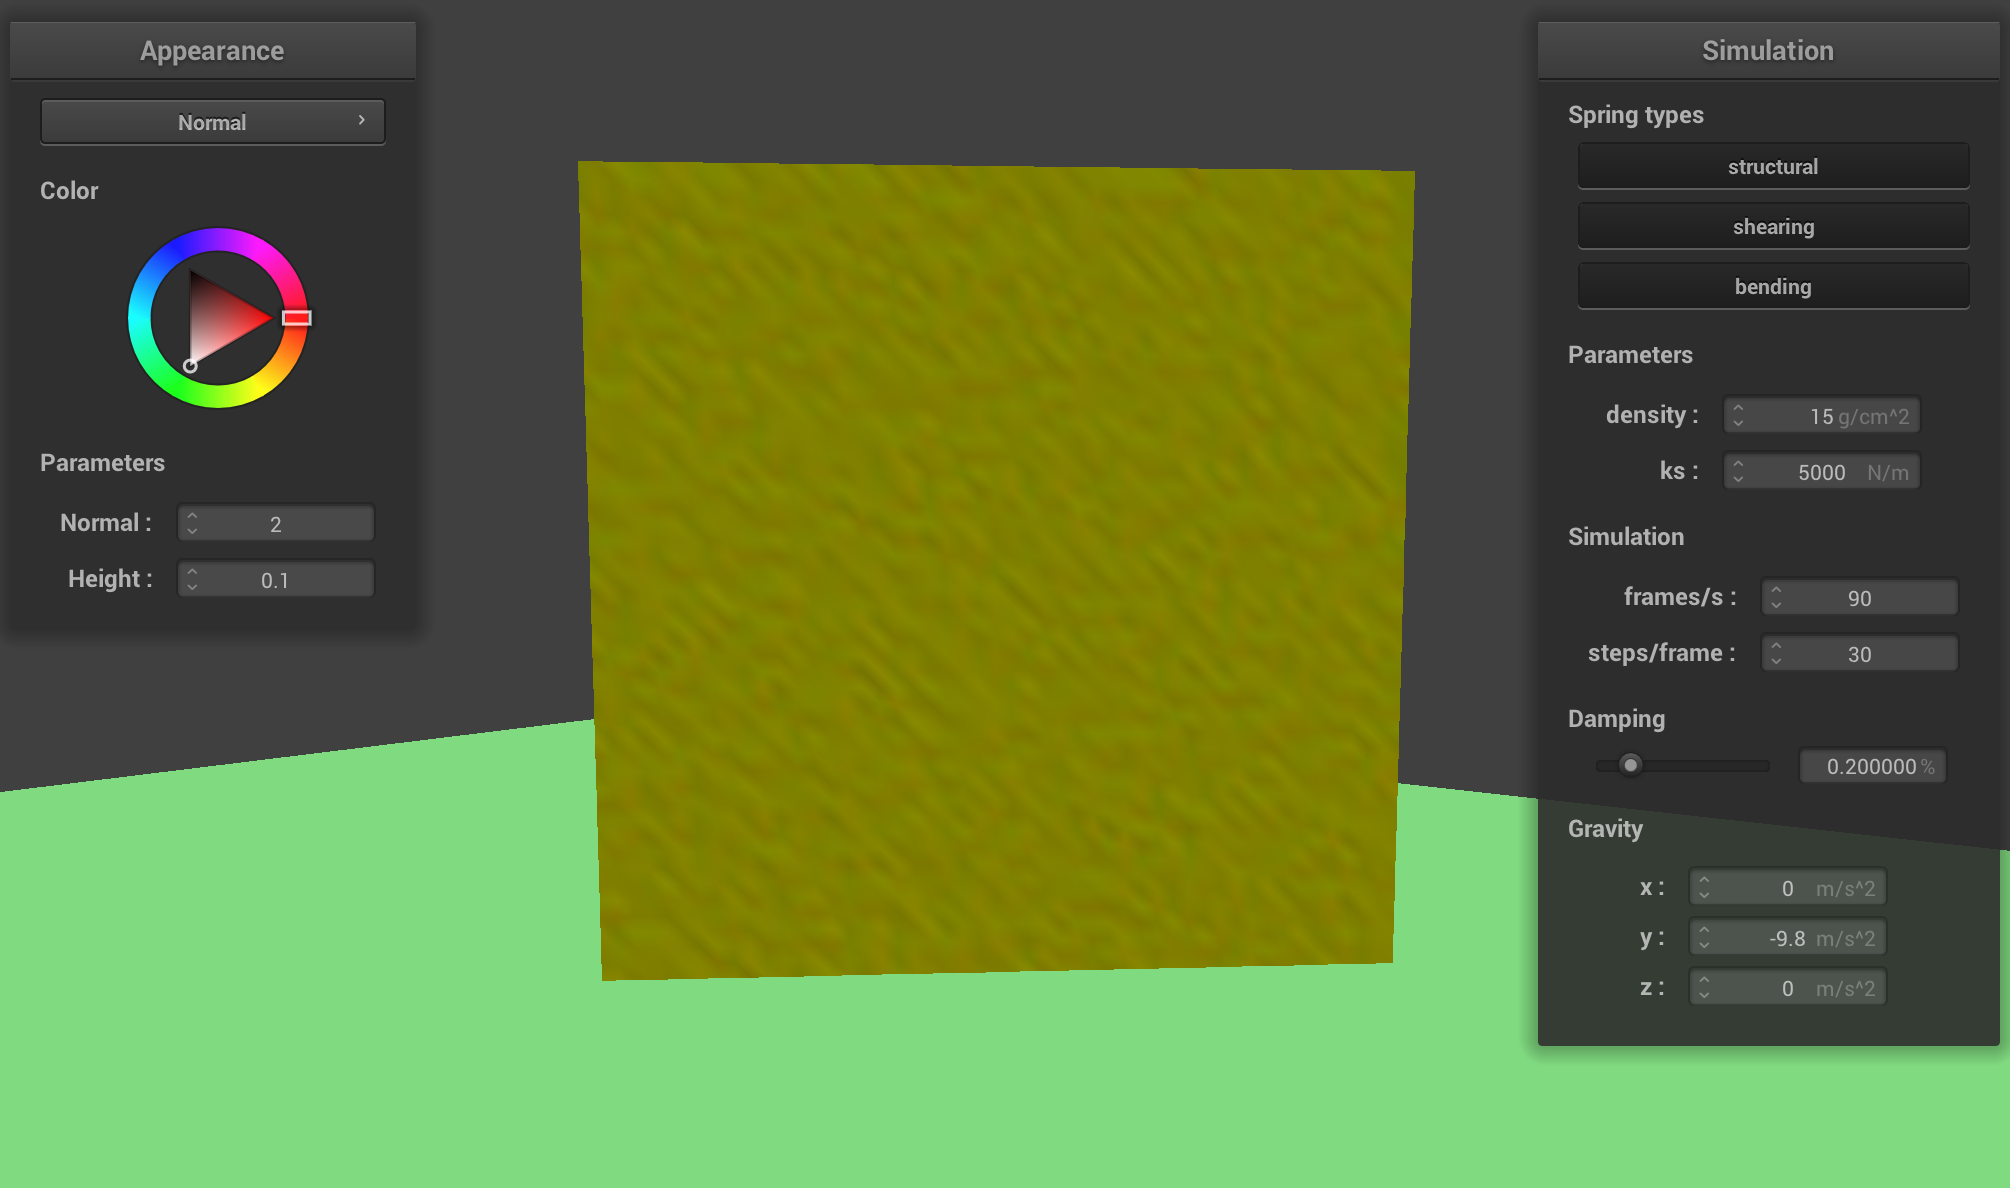 Appearance
Normal
Color
Parameters
Normal : 2
Height : 0.1
Simulation
Spring types
structural
shearing
bending
Parameters
density : 15 g/cm^2
ks : 5000 N/m
Simulation
frames/s : 90
steps/frame : 30
Damping
0.200000 %
Gravity
x : 0 m/s^2
y : -9.8 m/s^2
z : 0 m/s^2